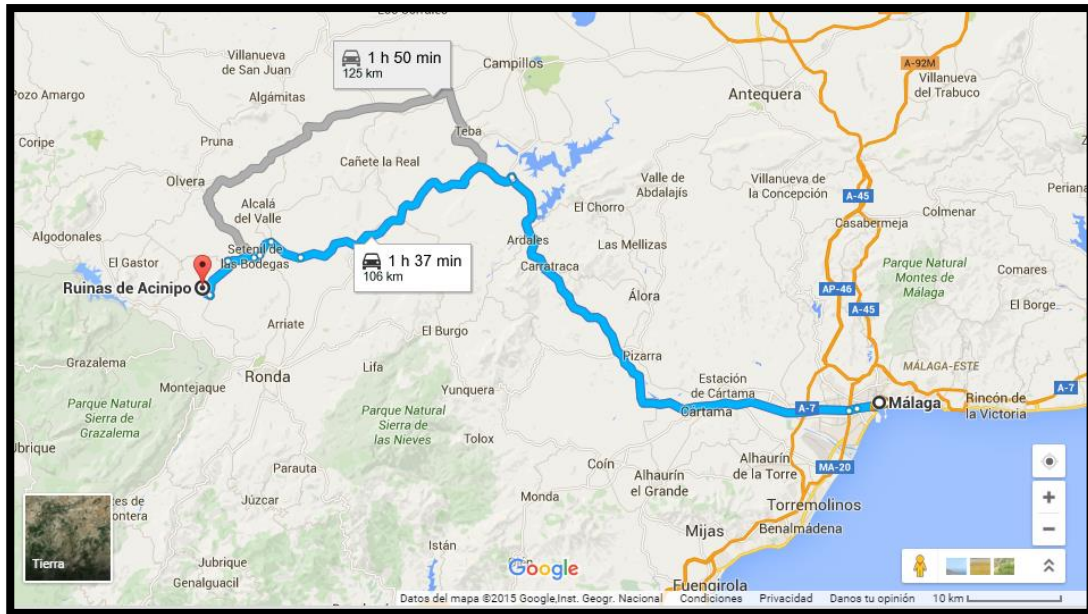 Villanueva
de San Juan
1 h 50 min
125 km
Campillos
A-92M
Villanueva
del Trabuco
Pozo Amargo
Algámitas
Antequera
Coripe
Pruna
Teba
Cañete la Real
Olvera
Valle de
Abdalajís
Villanueva de
la Concepción
A-45
Periana
Alcalá
del Valle
El Chorro
Colmenar
Casabermeja
Algodonales
Setenil de
las Bodegas
Ardales
Las Mellizas
El Gastor
1 h 37 min
106 km
Carratraca
Parque Natural
Montes de
Málaga
Comares
Ruinas de Acinipo
Álora
AP-46
A-45
El Borge
Arriate
El Burgo
Pizarra
Grazalema
Lifa
MÁLAGA-ESTE
Ronda
Montejaque
Yunquera
Estación
de Cártama
A-7
Parque Natural
Sierra de
Grazalema
Parque Natural
Sierra de
las Nieves
Cártama
A-7
Málaga
Rincón de
la Victoria
Tolox
Ubrique
Alhaurín
de la Torre
MA-20
Parauta
Coín
Alhaurín
el Grande
Júzcar
Monda
Torremolinos
Tierra
Mijas
Benalmádena
Istán
Jubrique
Google
Genalguacil
Fuengirola
Datos del mapa ©2015 Google,Inst. Geogr. Nacional Condiciones Privacidad Danos tu opinión 10 km